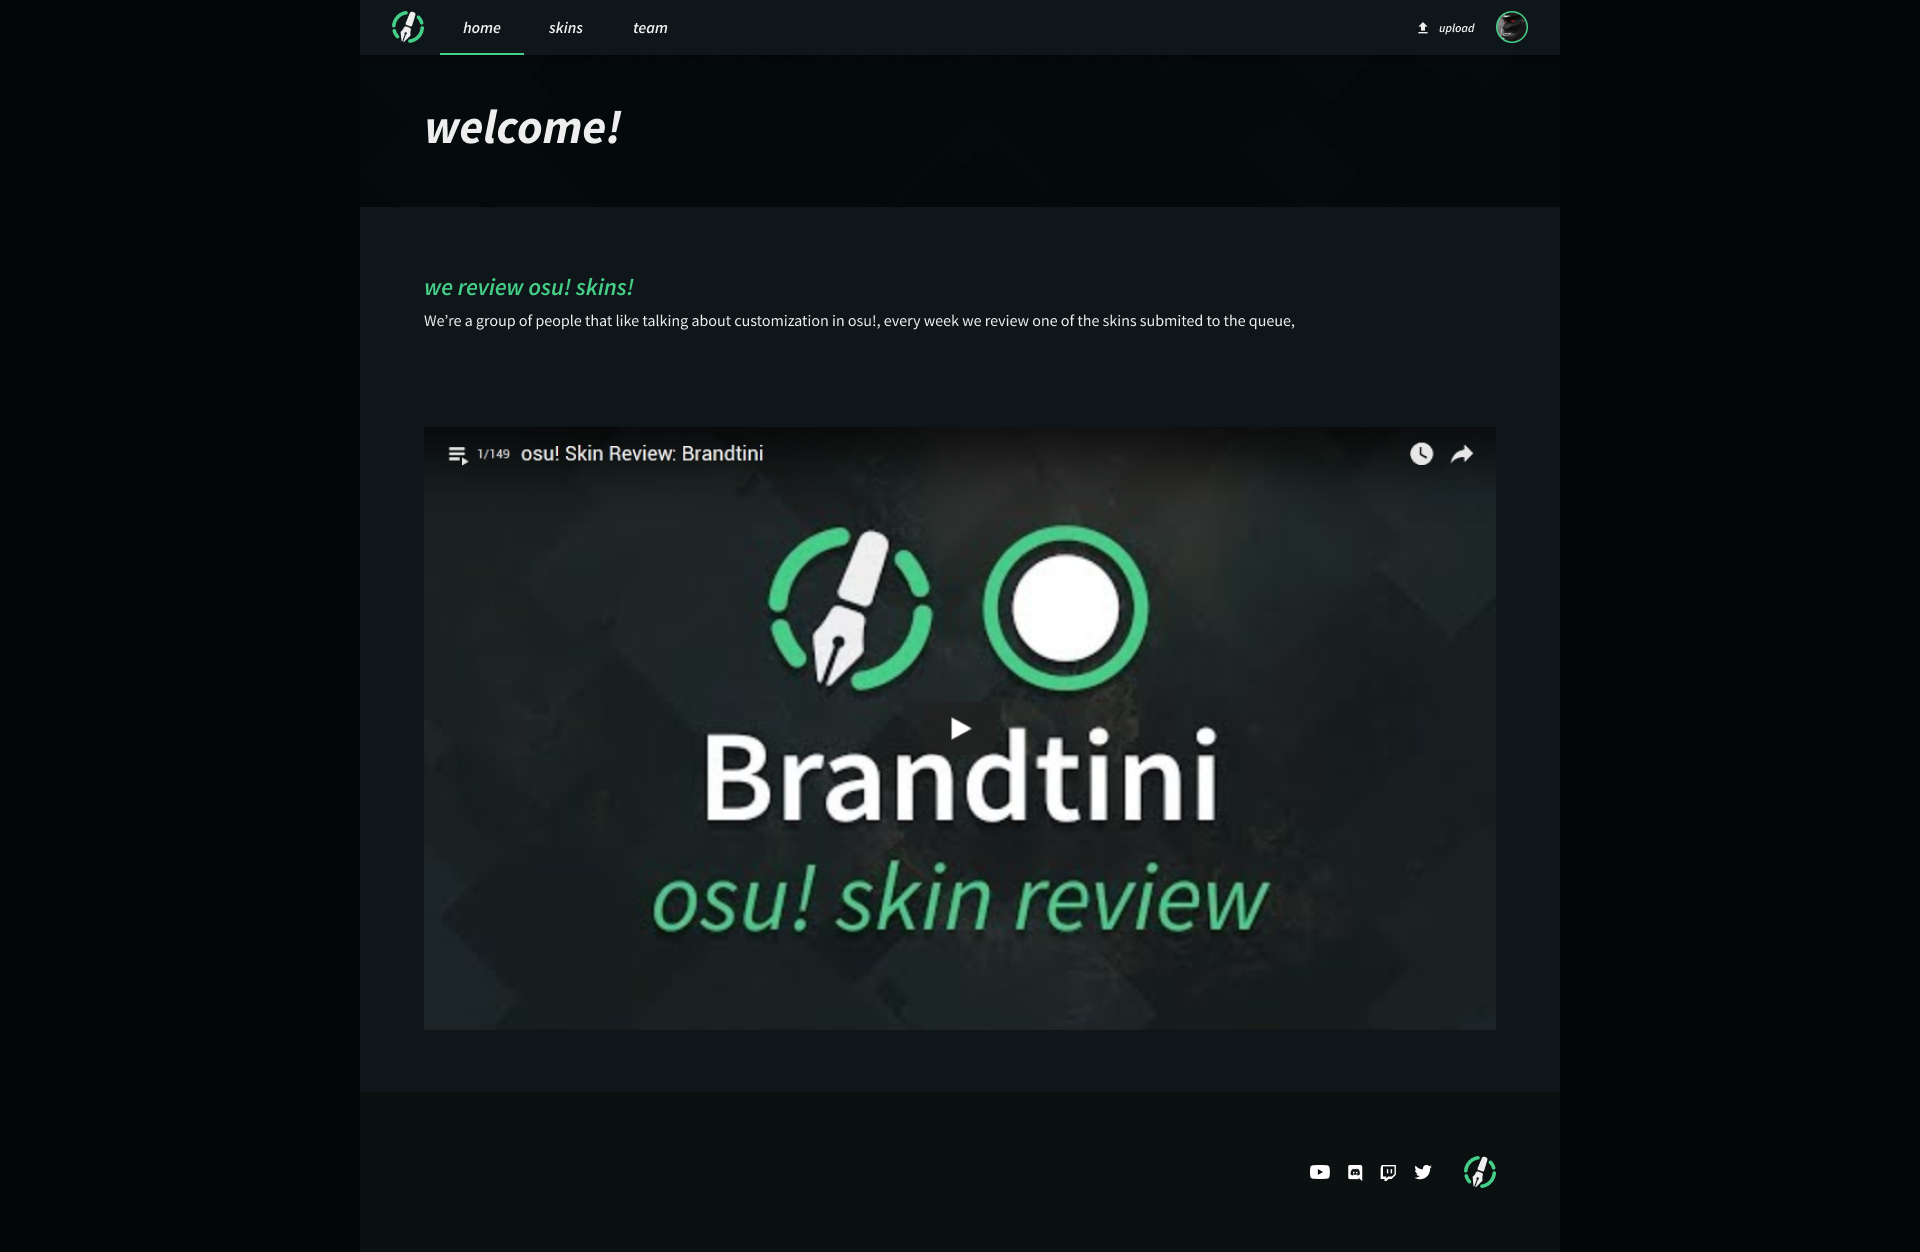 home skins team upload
welcome!
we review osu! skins!
We’re a group of people that like talking about customization in osu!, every week we review one of the skins submited to the queue,
1/149 osu! Skin Review: Brandtini
Brandtini
osu! skin review